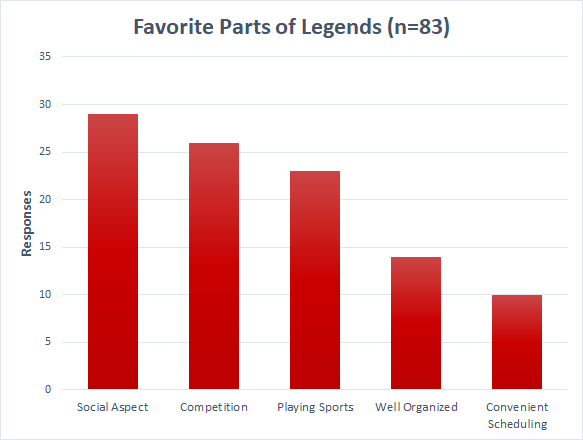 Favorite Parts of Legends (n=83)
35
30
25
20
15
10
5
0
Responses
Social Aspect
Competition
Playing Sports
Well Organized
Convenient
Scheduling